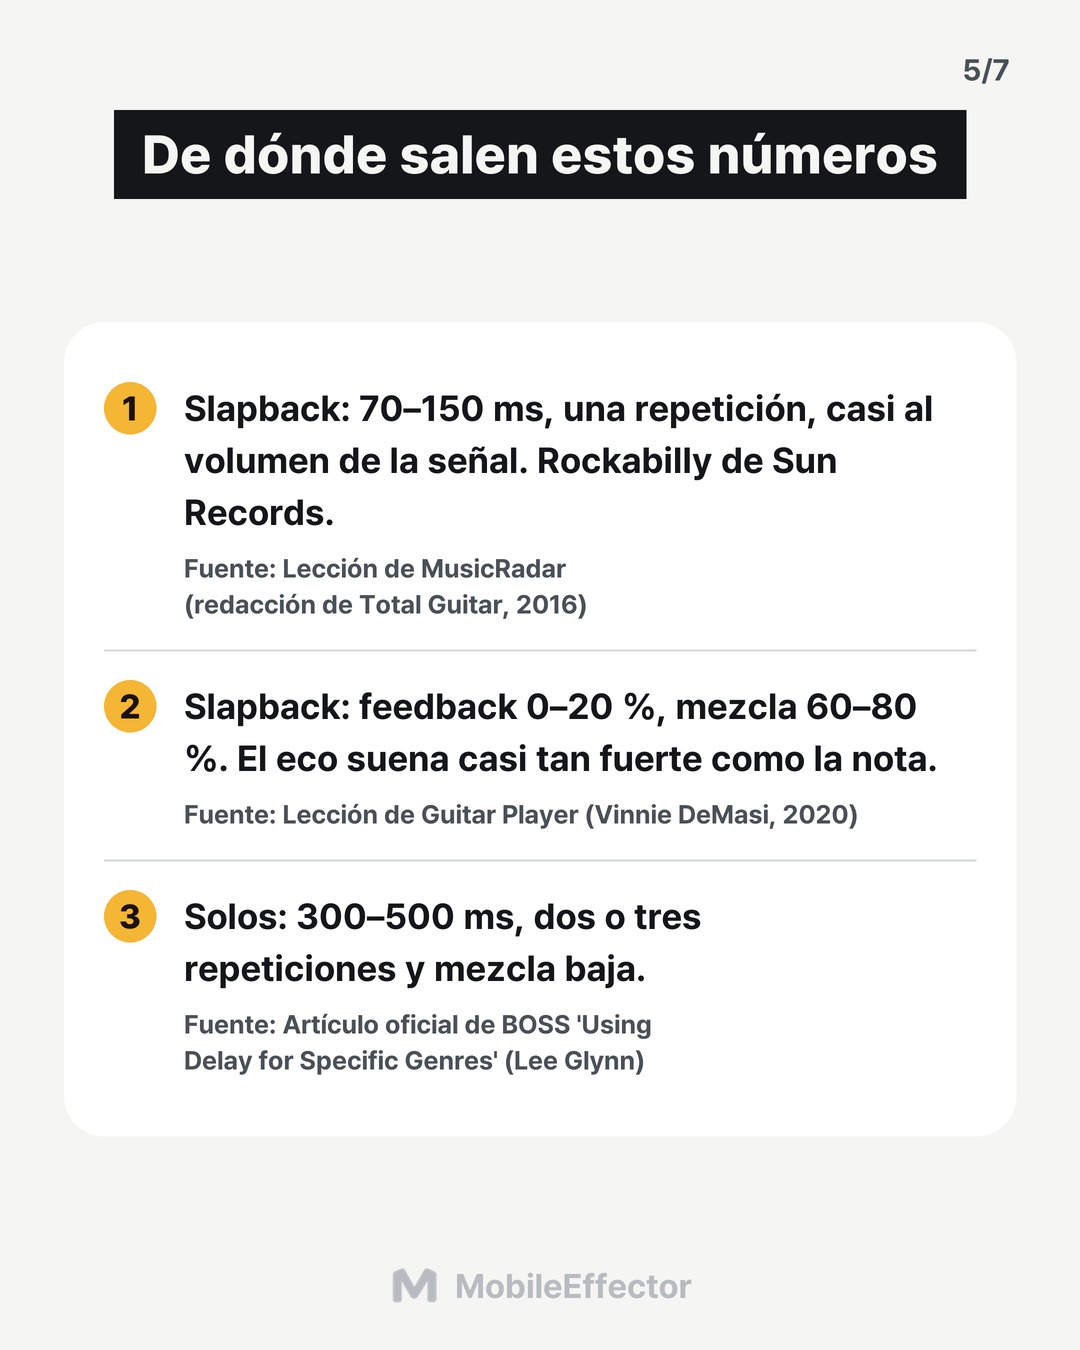 5/7
De dónde salen estos números
1
Slapback: 70–150 ms, una repetición, casi al
volumen de la señal. Rockabilly de Sun
Records.
Fuente: Lección de MusicRadar
(redacción de Total Guitar, 2016)
2
Slapback: feedback 0–20 %, mezcla 60–80
%. El eco suena casi tan fuerte como la nota.
Fuente: Lección de Guitar Player (Vinnie DeMasi, 2020)
3
Solos: 300–500 ms, dos o tres
repeticiones y mezcla baja.
Fuente: Artículo oficial de BOSS 'Using
Delay for Specific Genres' (Lee Glynn)
MobileEffector